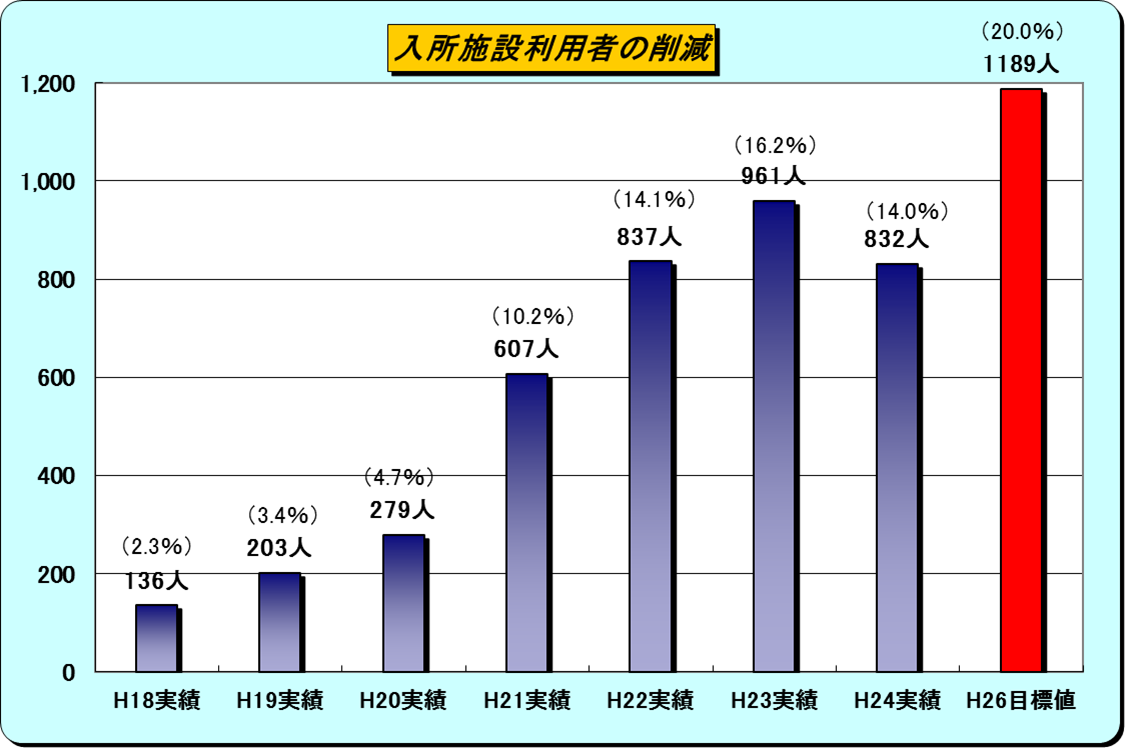 入所施設利用者の削減
(20.0%)
1189人
1,200
(16.2%)
961人
1,000
(14.1%)
837人
(14.0%)
832人
800
(10.2%)
607人
600
(4.7%)
279人
400
(3.4%)
203人
(2.3%)
136人
200
0
H18実績 H19実績 H20実績 H21実績 H22実績 H23実績 H24実績 H26目標値